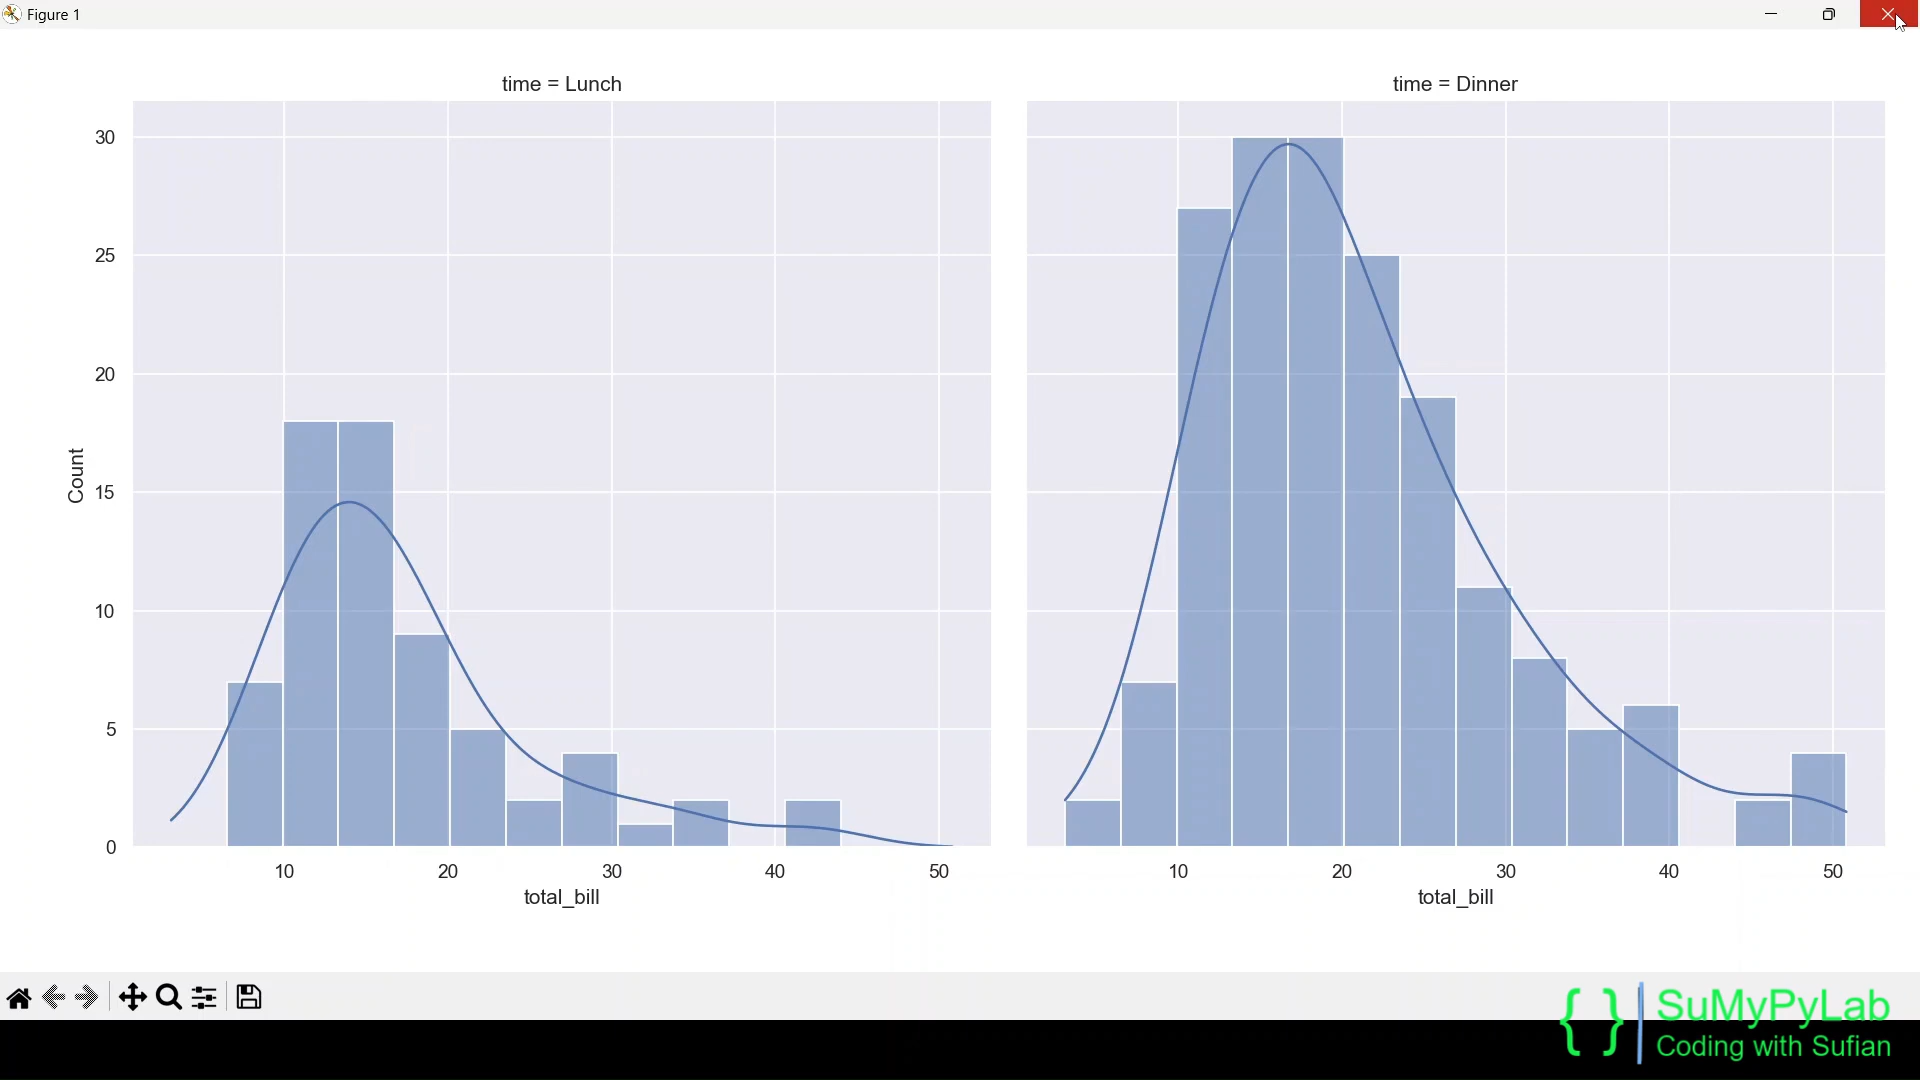 Figure 1
time = Lunch
time = Dinner
30
25
20
15
10
5
0
Count
10 20 30 40 50
total_bill
10 20 30 40 50
total_bill
{ } | SuMyPyLab
Coding with Sufian